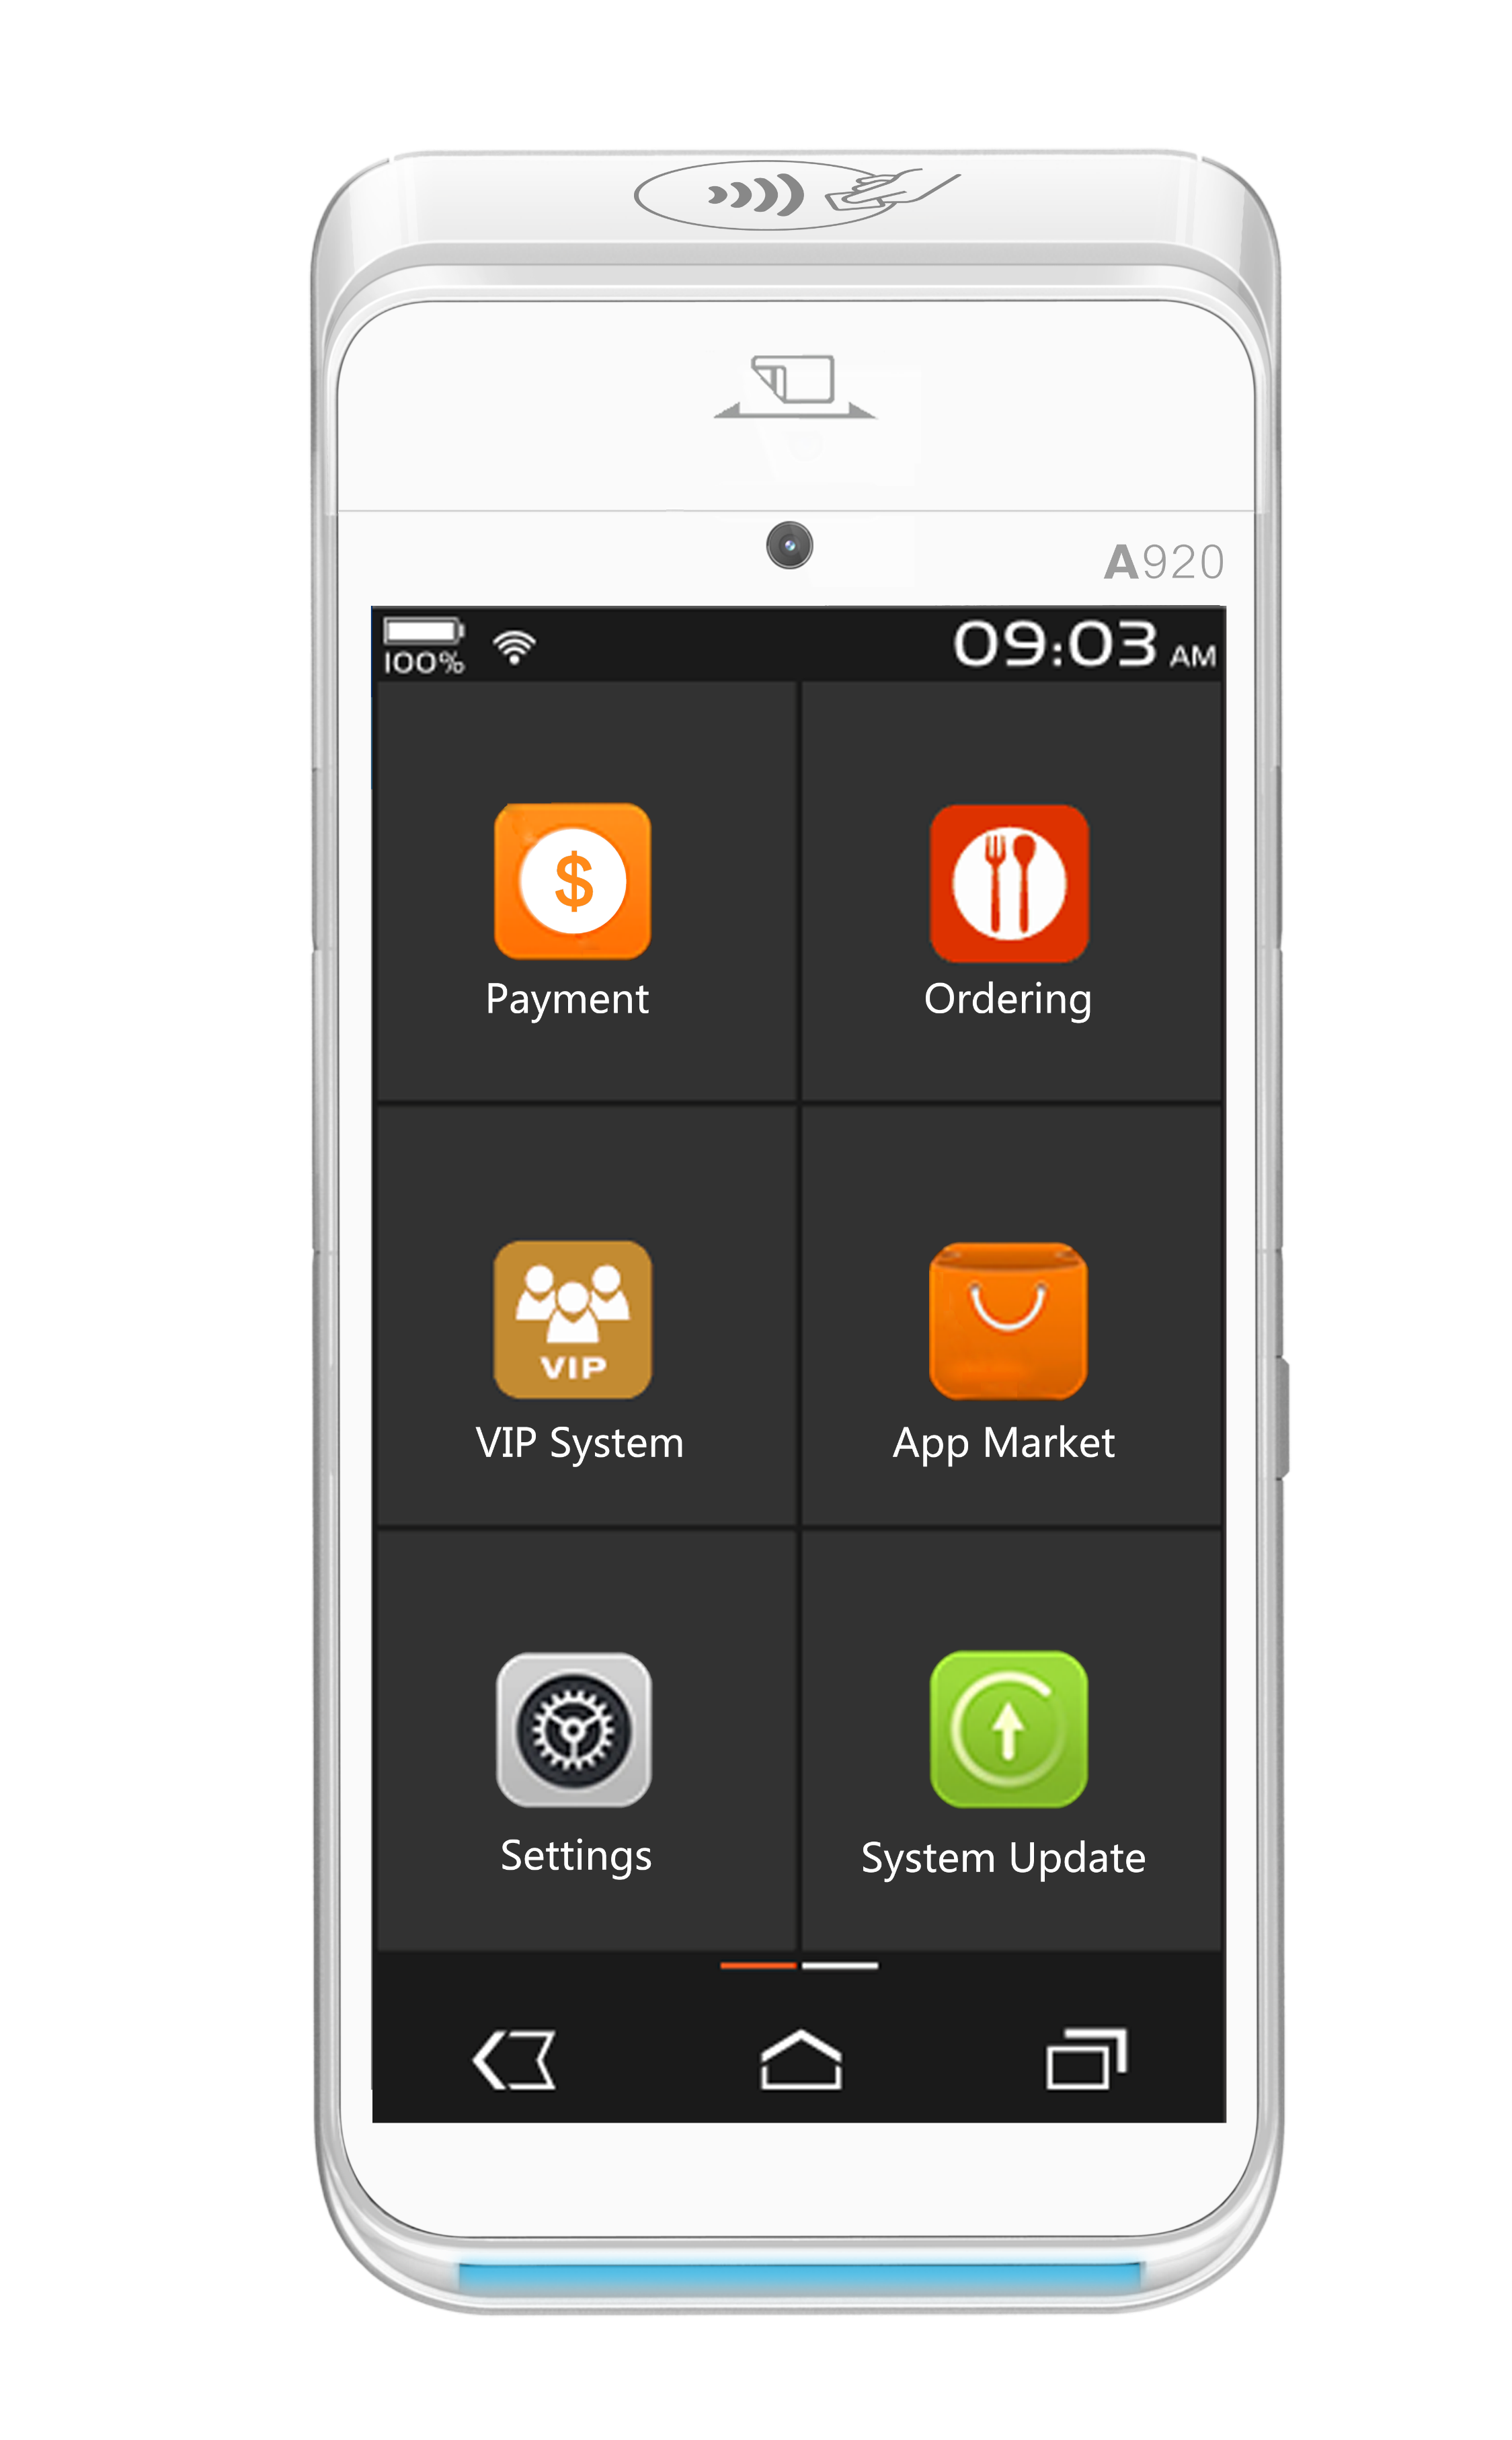 A920
100%
09:03 AM
$
Payment
Ordering
VIP
VIP System
App Market
Settings
System Update